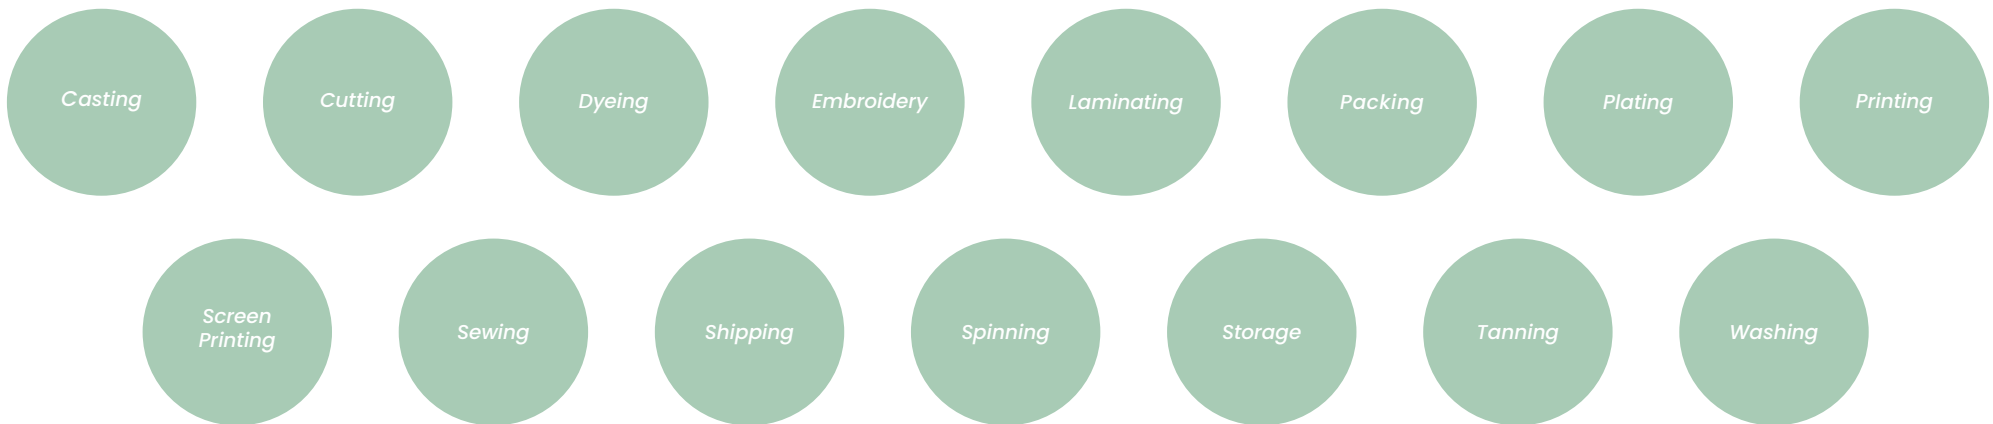 Casting
Cutting
Dyeing
Embroidery
Laminating
Packing
Plating
Printing
Screen
Printing
Sewing
Shipping
Spinning
Storage
Tanning
Washing